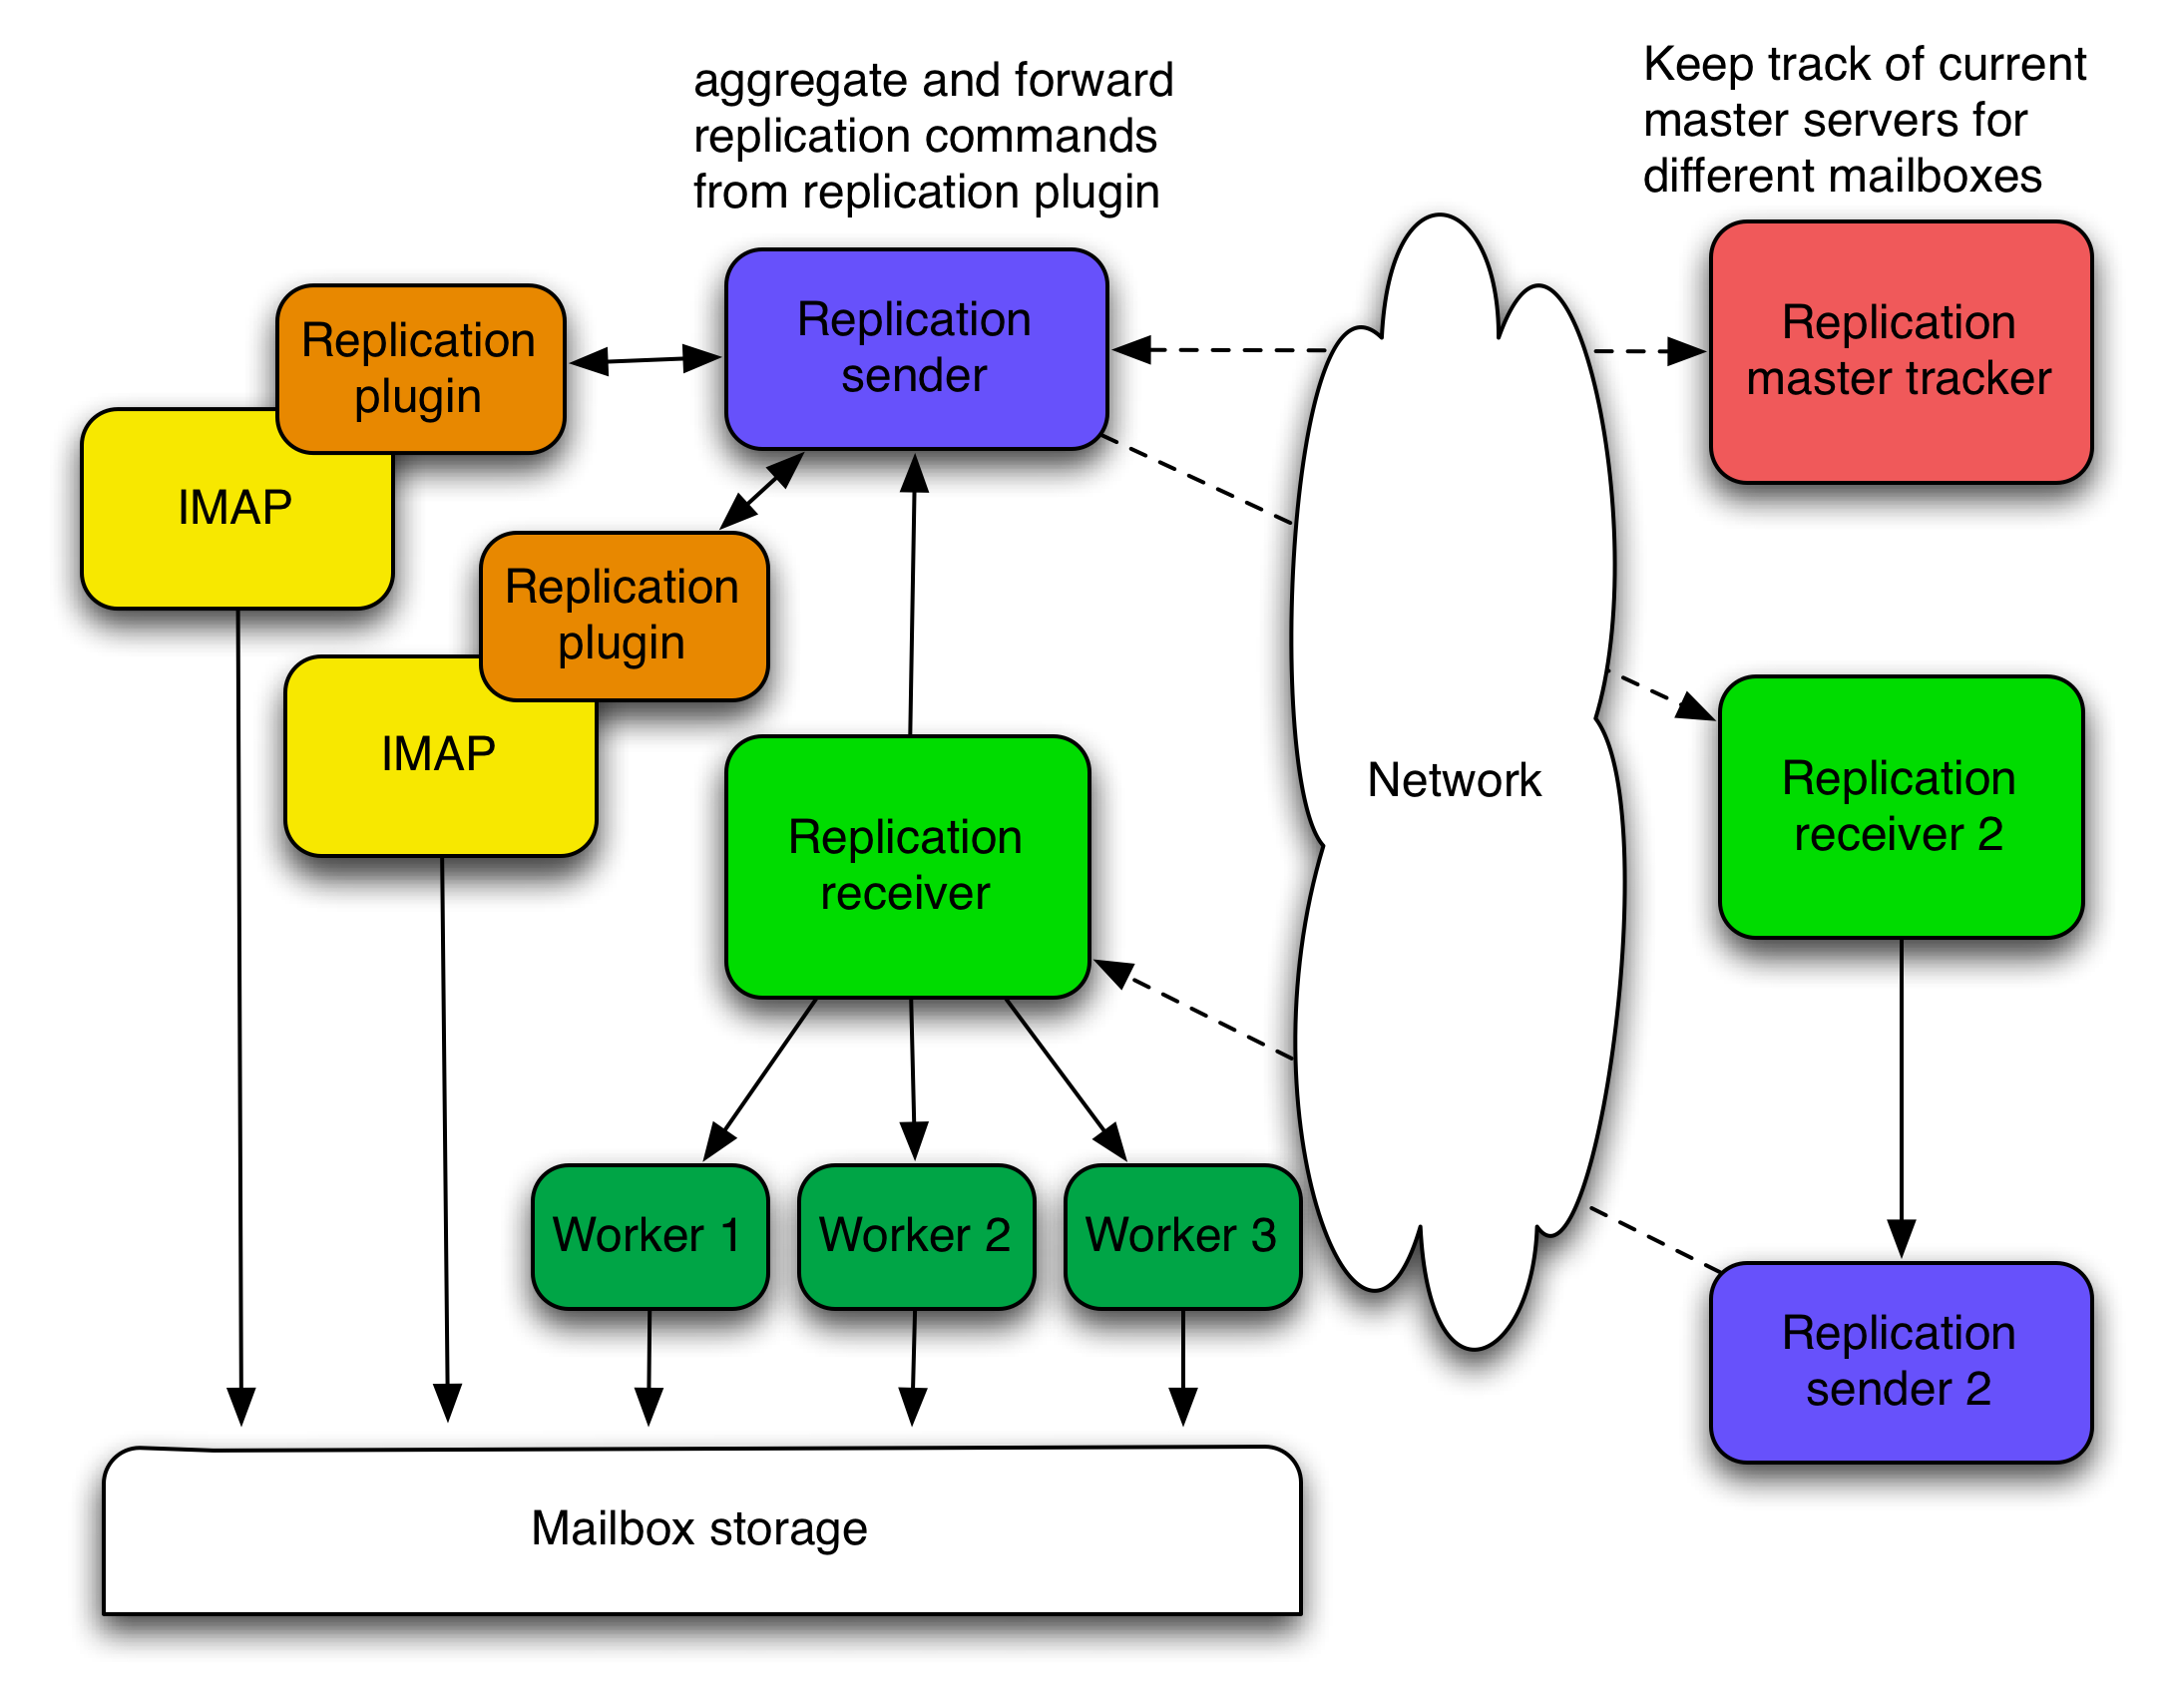 aggregate and forward
replication commands
from replication plugin
Keep track of current
master servers for
different mailboxes
Replication
plugin
Replication
sender
Replication
master tracker
IMAP
Replication
plugin
IMAP
Replication
receiver
Network
Replication
receiver 2
Worker 1
Worker 2
Worker 3
Replication
sender 2
Mailbox storage